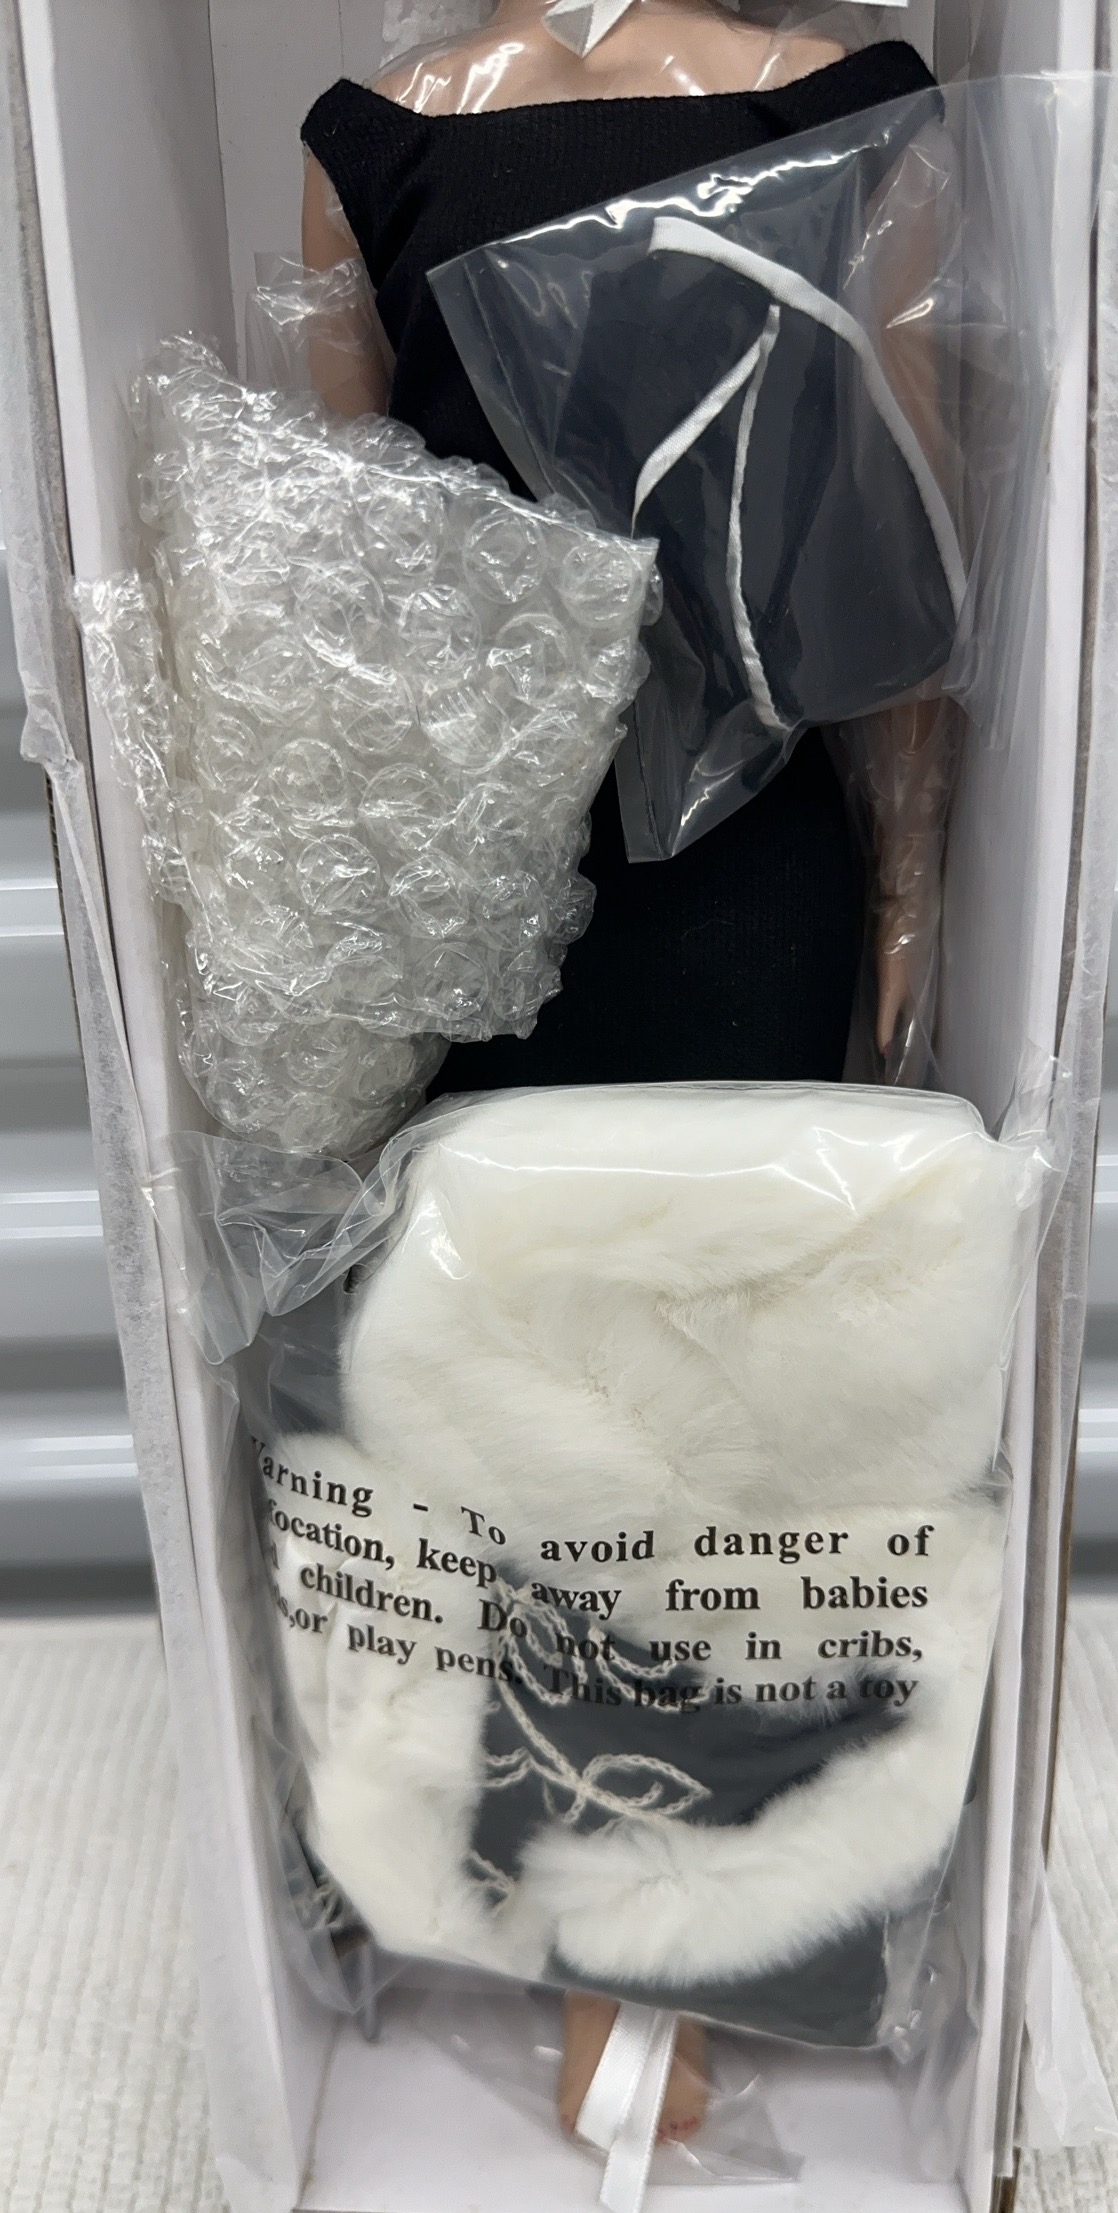 arning - To avoid danger of
focation, keep away from babies
children. Do not use in cribs,
s,or play pens. This bag is not a toy